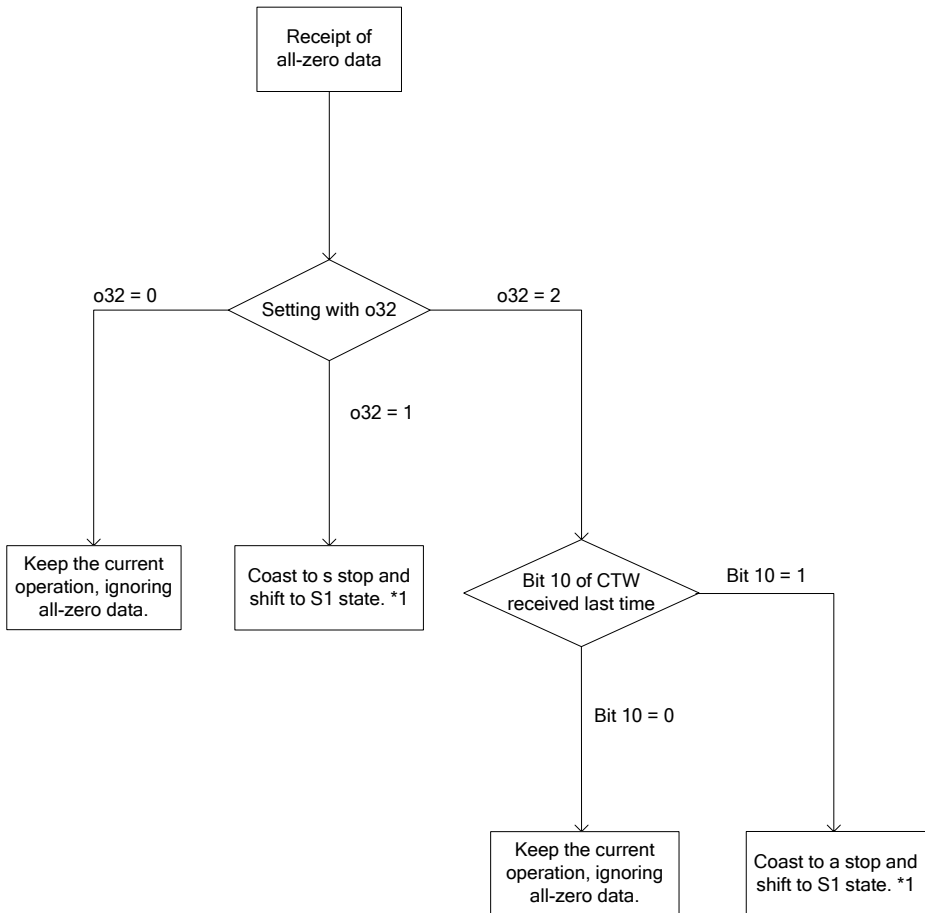 Receipt of
all-zero data
o32 = 0
Setting with o32
o32 = 2
o32 = 1
Keep the current
operation, ignoring
all-zero data.
Coast to s stop and
shift to S1 state. *1
Bit 10 of CTW
received last time
Bit 10 = 1
Bit 10 = 0
Keep the current
operation, ignoring
all-zero data.
Coast to a stop and
shift to S1 state. *1